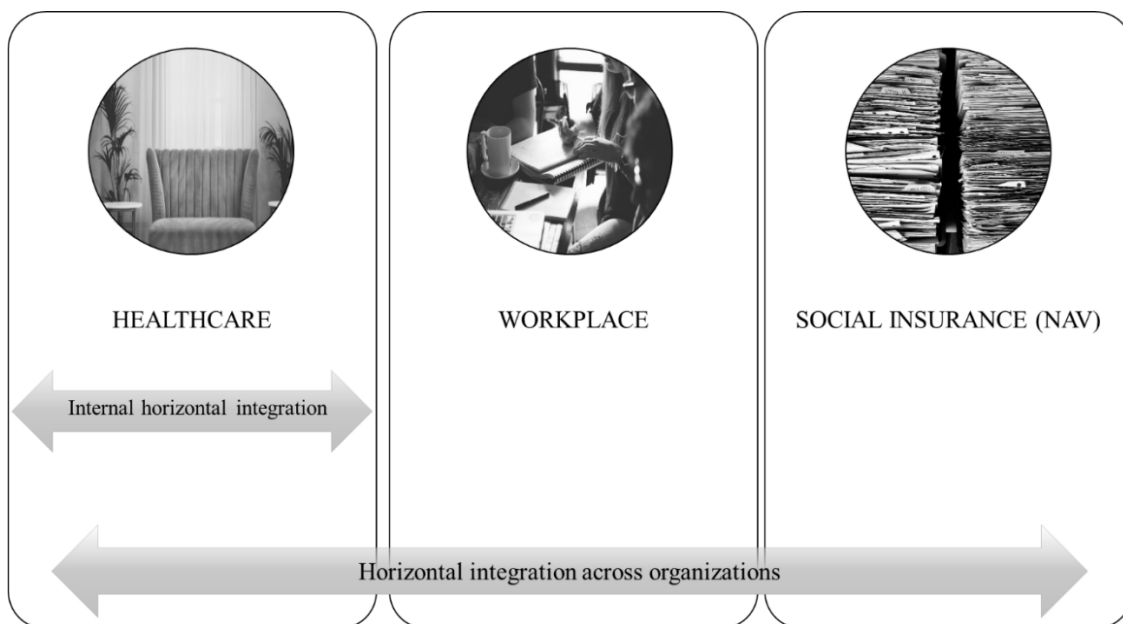 HEALTHCARE
WORKPLACE
SOCIAL INSURANCE (NAV)
Internal horizontal integration
Horizontal integration across organizations